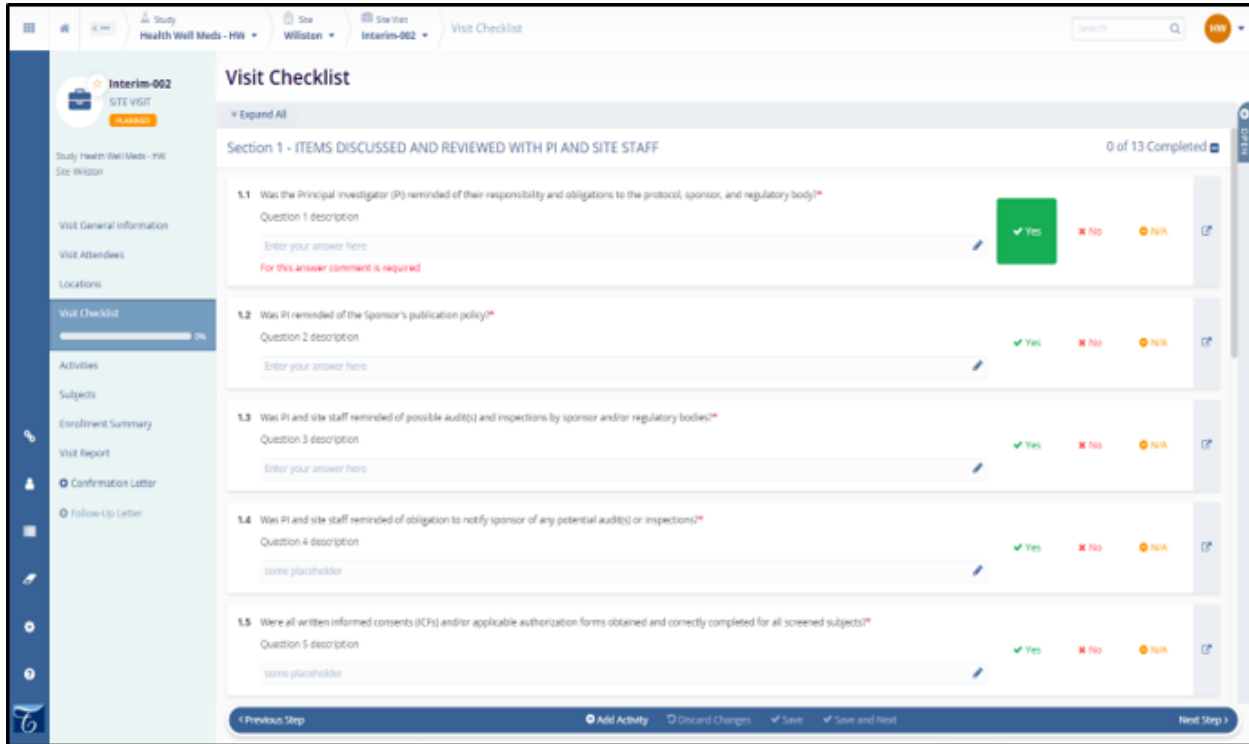 Study
Health Well Meds - HW
Site
Williston
Site Visit
Interim-002
Visit Checklist
Search
HW
Interim-002
SITE VISIT
PLANNED
Study Health Well Meds - HW
Site Williston
Visit General Information
Visit Attendees
Locations
Visit Checklist
0%
Activities
Subjects
Enrollment Summary
Visit Report
Confirmation Letter
Follow-Up Letter
Visit Checklist
Expand All
OPEN
Section 1 - ITEMS DISCUSSED AND REVIEWED WITH PI AND SITE STAFF
0 of 13 Completed
1.1 Was the Principal Investigator (PI) reminded of their responsibility and obligations to the protocol, sponsor, and regulatory body?*
Question 1 description
Enter your answer here
For this answer comment is required
Yes No N/A
1.2 Was PI reminded of the Sponsor's publication policy?*
Question 2 description
Enter your answer here
Yes No N/A
1.3 Was PI and site staff reminded of possible audit(s) and inspections by sponsor and/or regulatory bodies?*
Question 3 description
Enter your answer here
Yes No N/A
1.4 Was PI and site staff reminded of obligation to notify sponsor of any potential audit(s) or inspections?*
Question 4 description
some placeholder
Yes No N/A
1.5 Were all written informed consents (ICFs) and/or applicable authorization forms obtained and correctly completed for all screened subjects?*
Question 5 description
some placeholder
Yes No N/A
Previous Step
Add Activity
Discard Changes
Save
Save and Next
Next Step